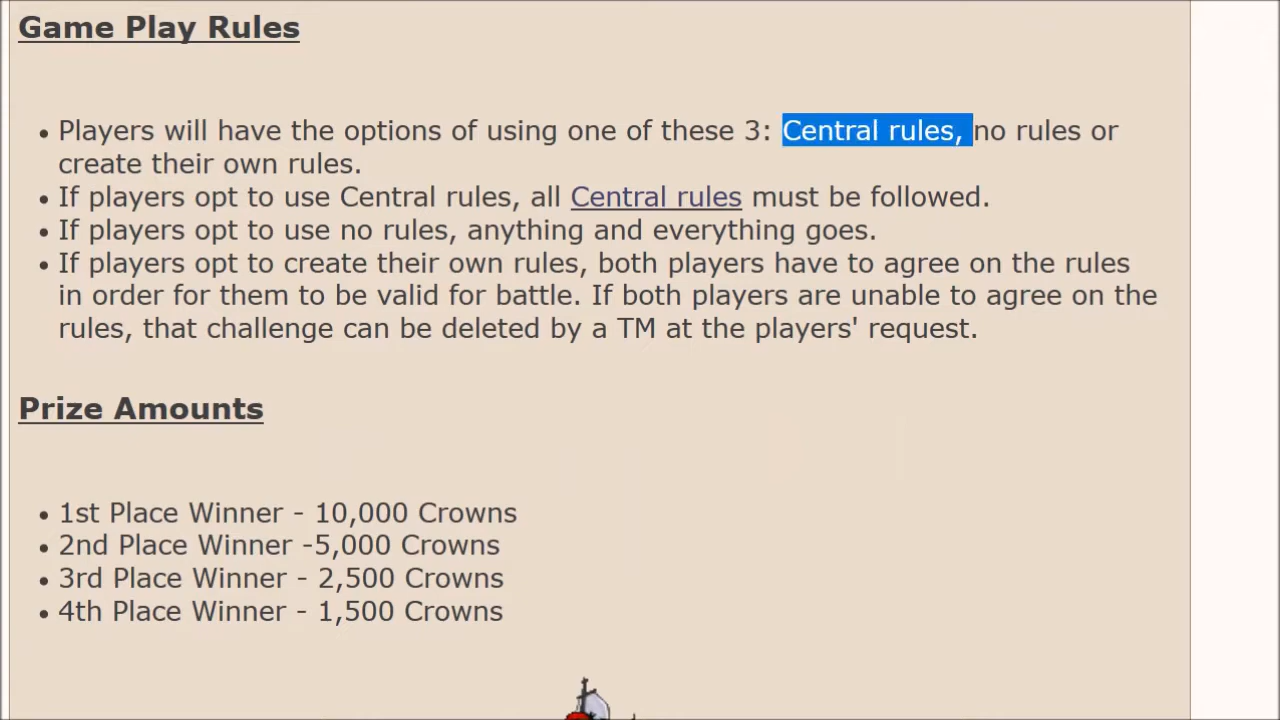 Game Play Rules
Players will have the options of using one of these 3: Central rules, no rules or
create their own rules.
If players opt to use Central rules, all Central rules must be followed.
If players opt to use no rules, anything and everything goes.
If players opt to create their own rules, both players have to agree on the rules
in order for them to be valid for battle. If both players are unable to agree on the
rules, that challenge can be deleted by a TM at the players' request.
Prize Amounts
1st Place Winner - 10,000 Crowns
2nd Place Winner -5,000 Crowns
3rd Place Winner - 2,500 Crowns
4th Place Winner - 1,500 Crowns